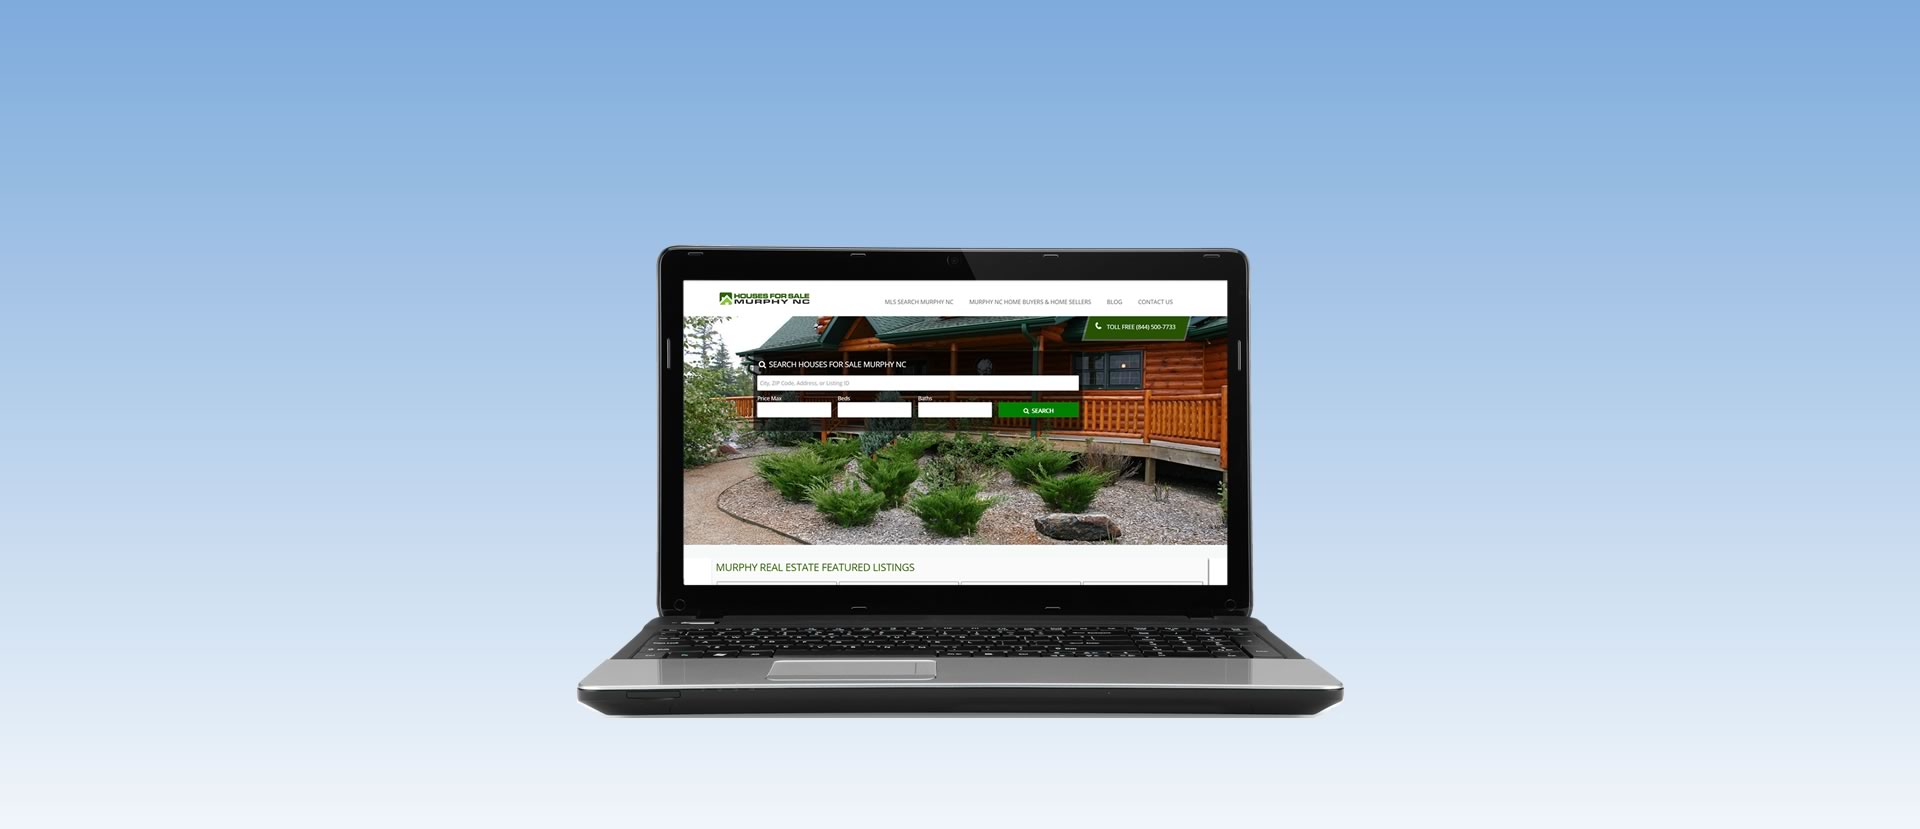 HOUSES FOR SALE
MURPHY NC
MLS SEARCH MURPHY NC
MURPHY NC HOME BUYERS & HOME SELLERS
BLOG
CONTACT US
TOLL FREE (844) 500-7733
SEARCH HOUSES FOR SALE MURPHY NC
City, ZIP Code, Address, or Listing ID
Price Max
Beds
Baths
SEARCH
MURPHY REAL ESTATE FEATURED LISTINGS